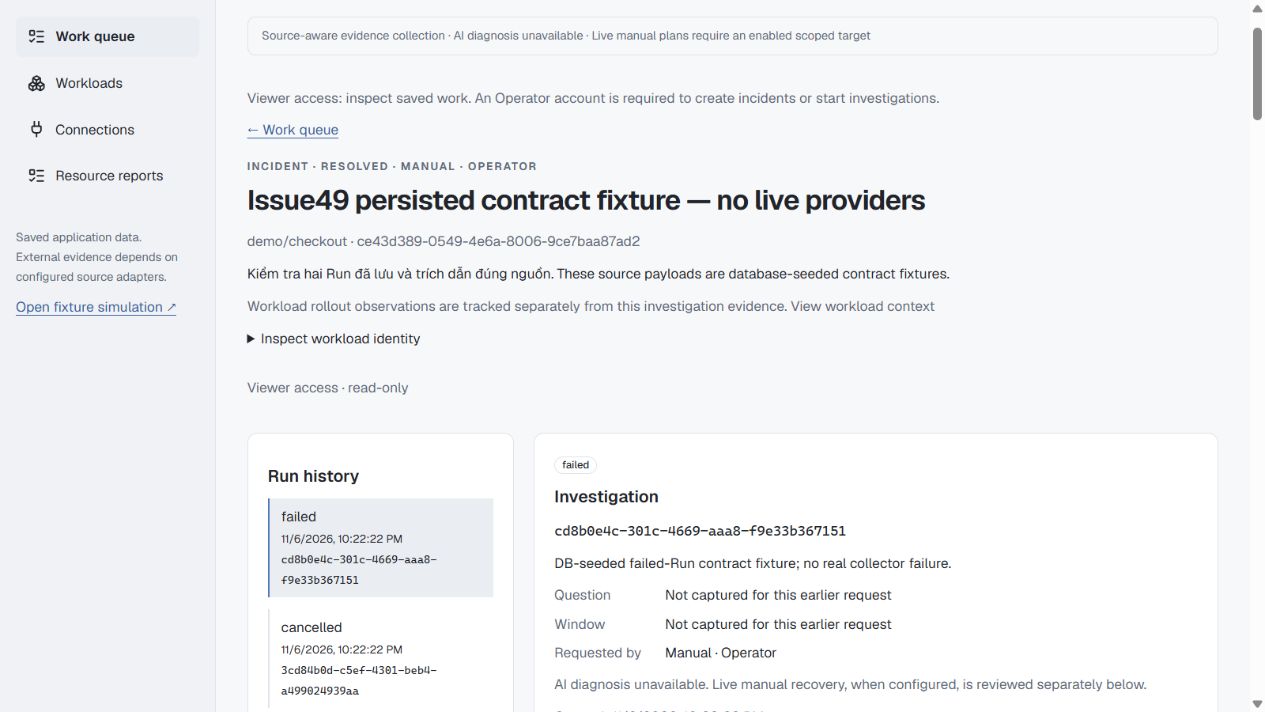 Work queue
Workloads
Connections
Resource reports
Saved application data.
External evidence depends on
configured source adapters.
Open fixture simulation ↗
Source-aware evidence collection · AI diagnosis unavailable · Live manual plans require an enabled scoped target
Viewer access: inspect saved work. An Operator account is required to create incidents or start investigations.
← Work queue
INCIDENT · RESOLVED · MANUAL · OPERATOR
Issue49 persisted contract fixture — no live providers
demo/checkout · ce43d389-0549-4e6a-8006-9ce7baa87ad2
Kiểm tra hai Run đã lưu và trích dẫn đúng nguồn. These source payloads are database-seeded contract fixtures.
Workload rollout observations are tracked separately from this investigation evidence. View workload context
▶ Inspect workload identity
Viewer access · read-only
Run history
failed
11/6/2026, 10:22:22 PM
cd8b0e4c-301c-4669-aaa8-
f9e33b367151
cancelled
11/6/2026, 10:22:22 PM
3cd84b0d-c5ef-4301-beb4-
a499024939aa
failed
Investigation
cd8b0e4c-301c-4669-aaa8-f9e33b367151
DB-seeded failed-Run contract fixture; no real collector failure.
Question Not captured for this earlier request
Window Not captured for this earlier request
Requested by Manual · Operator
AI diagnosis unavailable. Live manual recovery, when configured, is reviewed separately below.